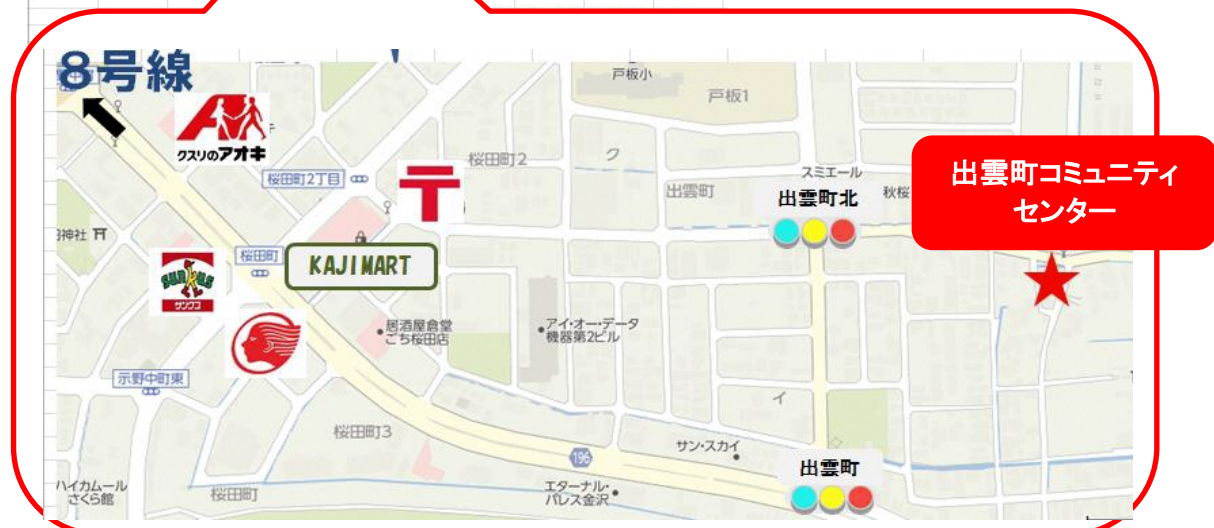 8号線
戸板小
戸板1
クスリのアオキ
桜田町2
ク
桜田町2丁目
〒
出雲町
スミエール
出雲町北
秋桜
出雲町コミュニティ
センター
神社
桜田町
KAJIMART
sunkus
サンクス
居酒屋食堂
ごち桜田店
アイ・オー・データ
機器第2ビル
示野中町東
イ
桜田町3
サン・スカイ
196
出雲町
ハイカムール
さくら館
桜田町
エターナル・
パレス金沢